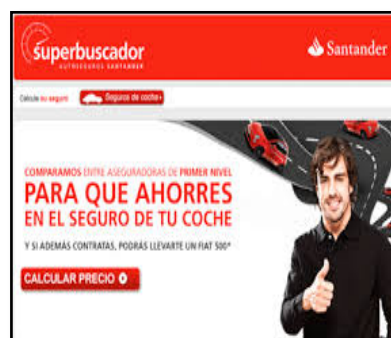 superbuscador
AUTOSEGUROS SANTANDER
Santander
Calcule su seguro
Seguros de coche
COMPARAMOS ENTRE ASEGURADORAS DE PRIMER NIVEL
PARA QUE AHORRES
EN EL SEGURO DE TU COCHE
Y SI ADEMÁS CONTRATAS, PODRÁS LLEVARTE UN FIAT 500*
CALCULAR PRECIO